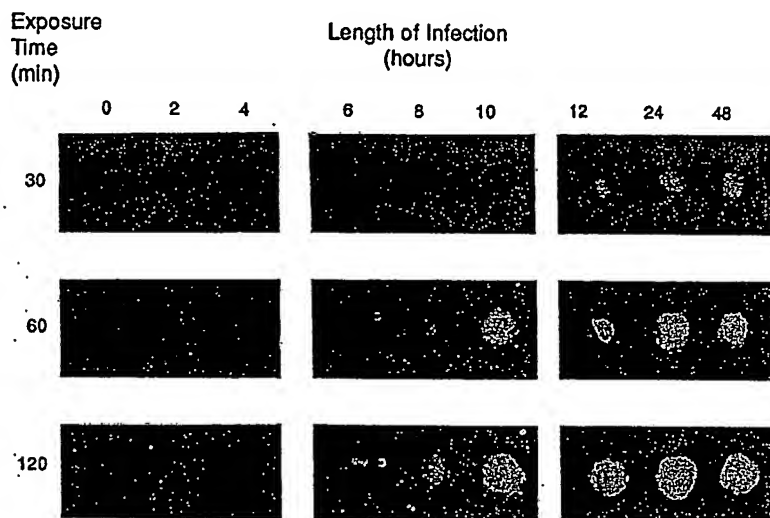 Exposure
Time
(min)
Length of Infection
(hours)
0 2 4 6 8 10 12 24 48
30
60
120